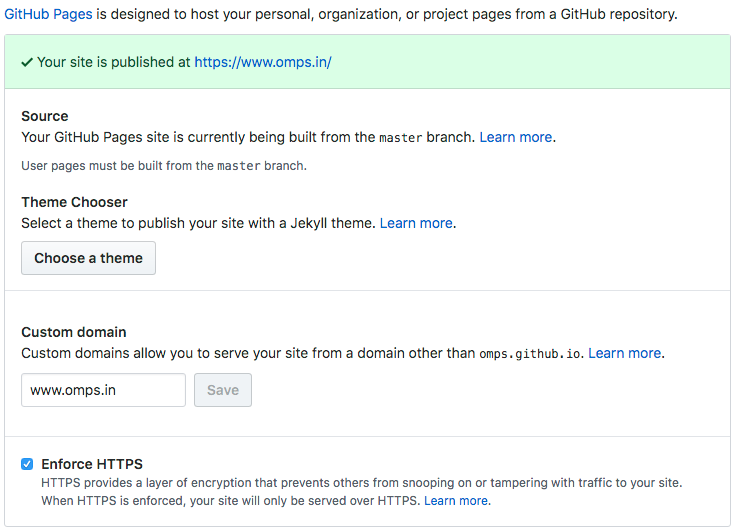 GitHub Pages is designed to host your personal, organization, or project pages from a GitHub repository.
Your site is published at https://www.omps.in/
Source
Your GitHub Pages site is currently being built from the master branch. Learn more.
User pages must be built from the master branch.
Theme Chooser
Select a theme to publish your site with a Jekyll theme. Learn more.
Choose a theme
Custom domain
Custom domains allow you to serve your site from a domain other than omps.github.io. Learn more.
www.omps.in Save
Enforce HTTPS
HTTPS provides a layer of encryption that prevents others from snooping on or tampering with traffic to your site.
When HTTPS is enforced, your site will only be served over HTTPS. Learn more.